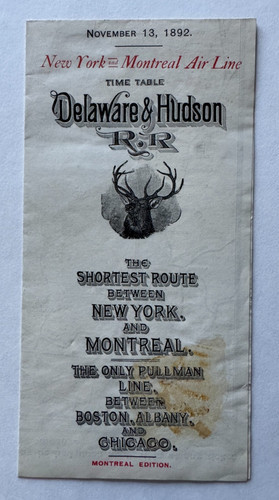 NOVEMBER 13, 1892.
New York and Montreal Air Line
TIME TABLE
Delaware & Hudson
R.R
THE
SHORTEST ROUTE
BETWEEN
NEW YORK.
AND
MONTREAL.
THE ONLY PULLMAN
LINE.
BETWEEN
BOSTON, ALBANY.
AND
CHICAGO.
MONTREAL EDITION.